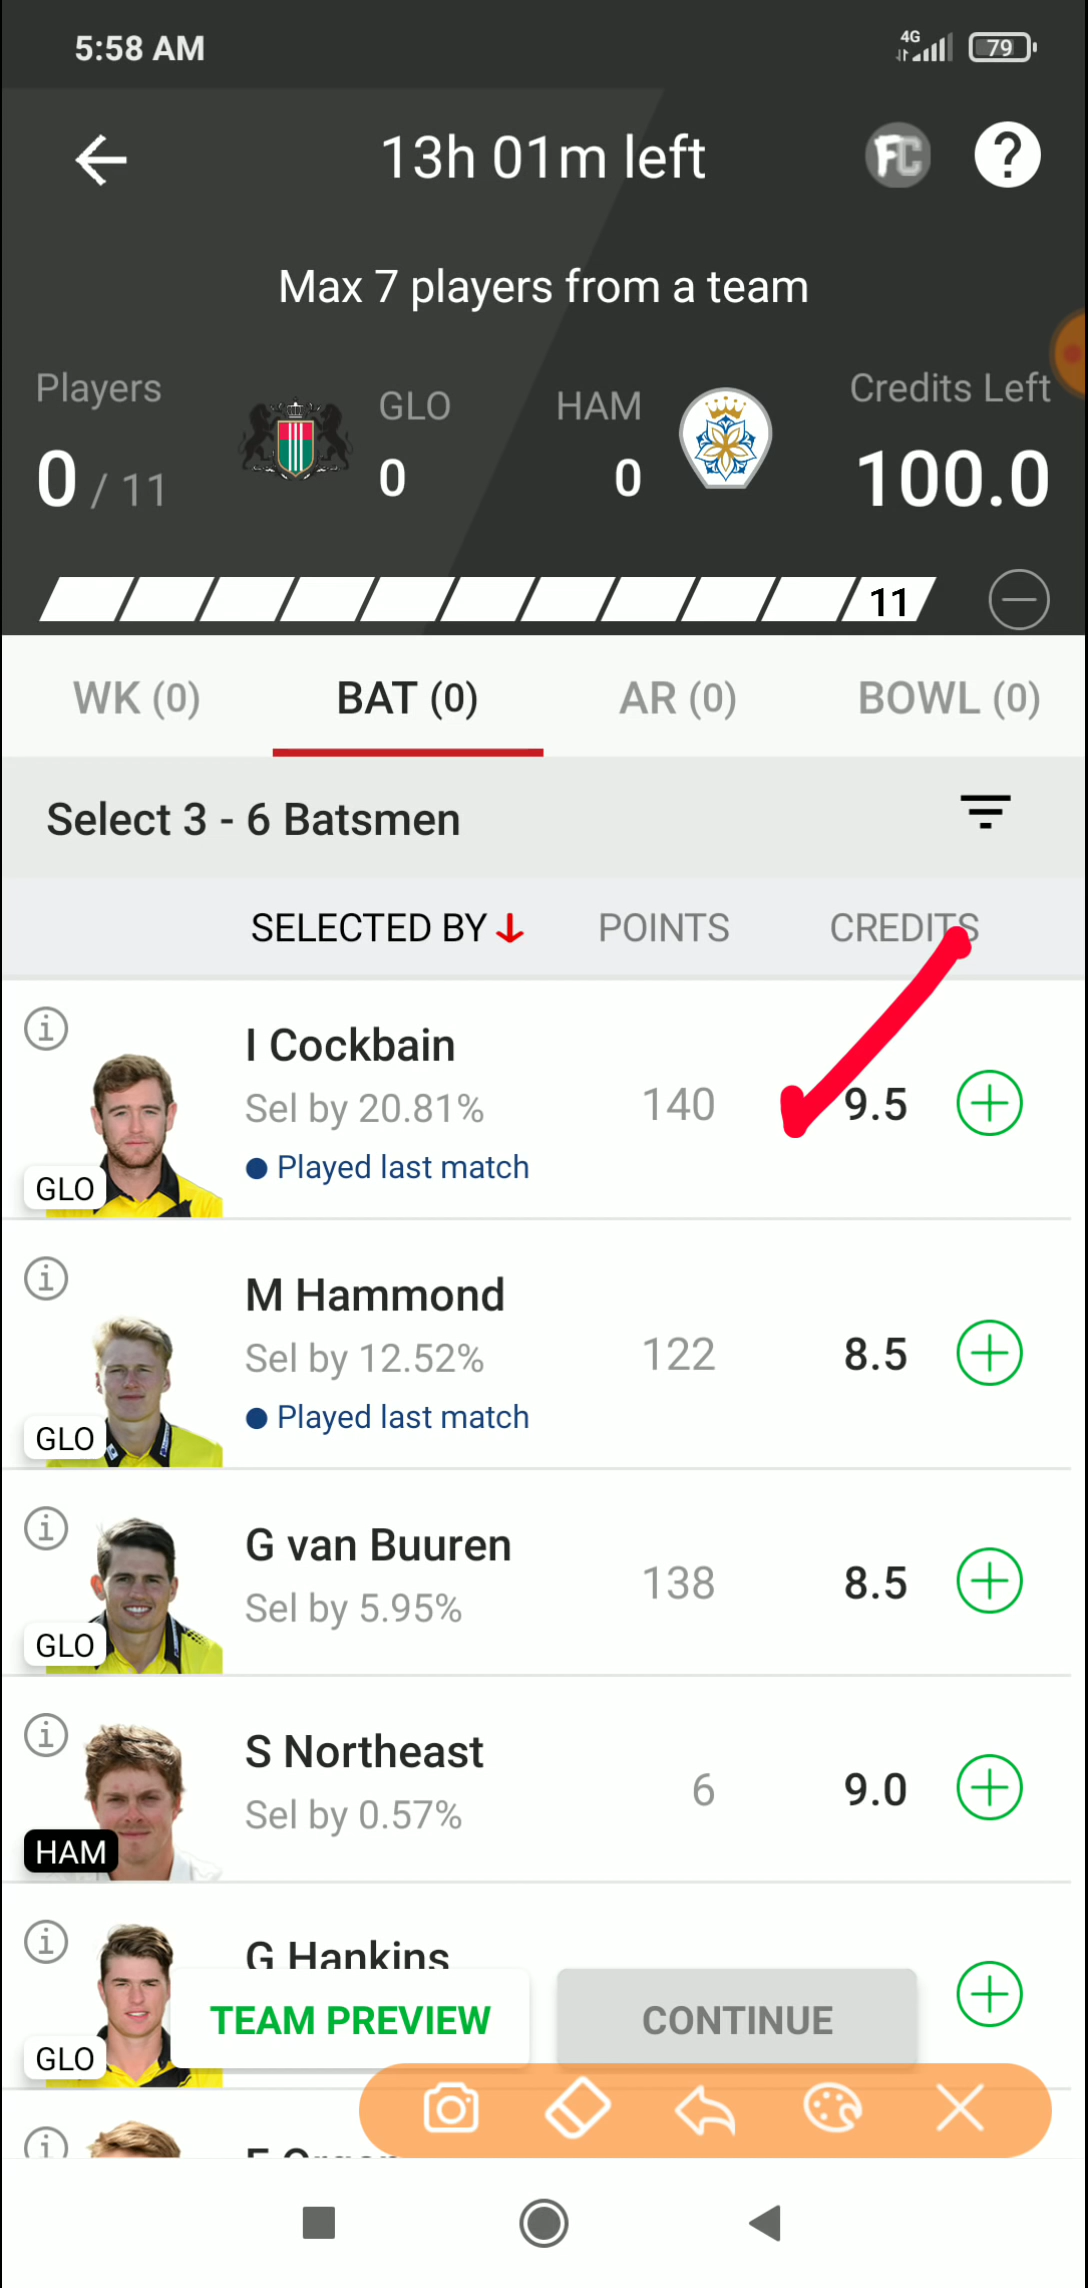 5:58 AM
4G
79
13h 01m left
FC
?
Max 7 players from a team
Players
GLO
HAM
Credits Left
0 / 11
0
0
100.0
11
WK (0)
BAT (0)
AR (0)
BOWL (0)
Select 3 - 6 Batsmen
SELECTED BY
POINTS
CREDITS
I Cockbain
Sel by 20.81%
140
9.5
Played last match
GLO
M Hammond
Sel by 12.52%
122
8.5
Played last match
GLO
G van Buuren
Sel by 5.95%
138
8.5
GLO
S Northeast
Sel by 0.57%
6
9.0
HAM
G Hankins
TEAM PREVIEW
CONTINUE
GLO